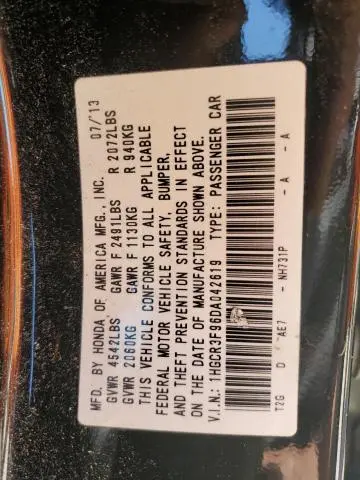 MFD. BY HONDA OF AMERICA MFG., INC. 07/'13
GVWR 4542LBS GAWR F 2491LBS R 2072LBS
GVWR 2060KG GAWR F 1130KG R 940KG
THIS VEHICLE CONFORMS TO ALL APPLICABLE
FEDERAL MOTOR VEHICLE SAFETY, BUMPER,
AND THEFT PREVENTION STANDARDS IN EFFECT
ON THE DATE OF MANUFACTURE SHOWN ABOVE.
V.I.N.: 1HGCR3F96DA042619 TYPE: PASSENGER CAR
T2G D AE7 - NH731P - A - A